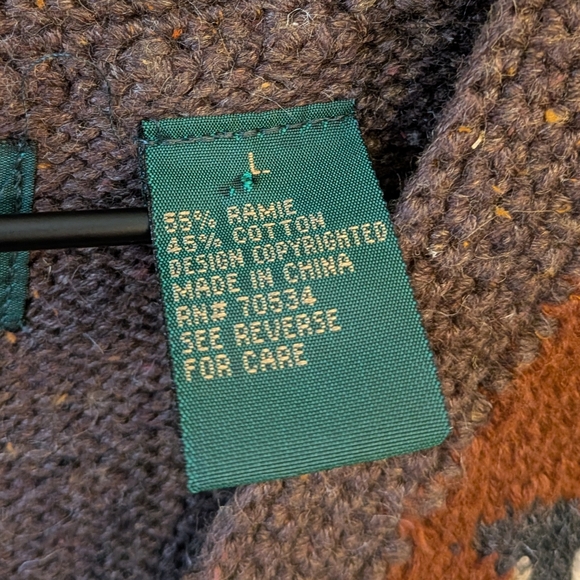 L
55% RAMIE
45% COTTON
DESIGN COPYRIGHTED
MADE IN CHINA
RN# 70534
SEE REVERSE
FOR CARE